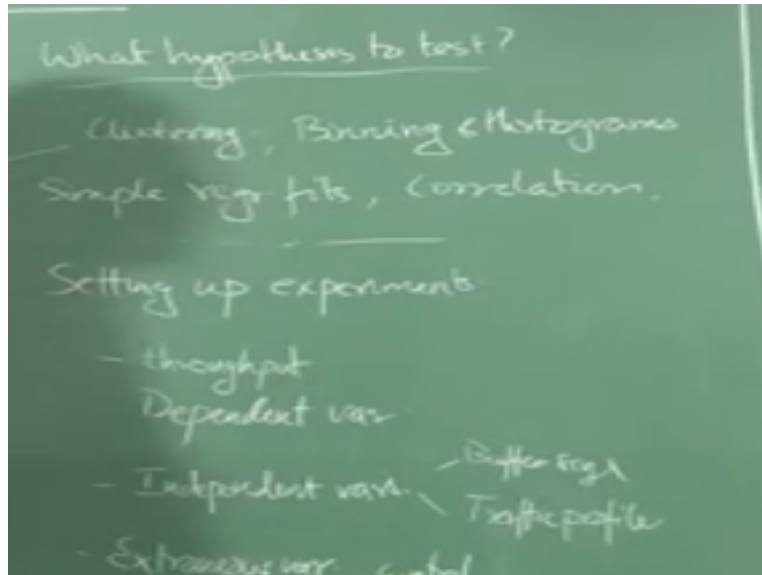 What hypothesis to test?
Clustering, Binning & Histograms
Simple regr fits, Correlation.
Setting up experiments
- throughput
Dependent var
- Independent vars. Buffer
Traffic profile
- Extraneous var control